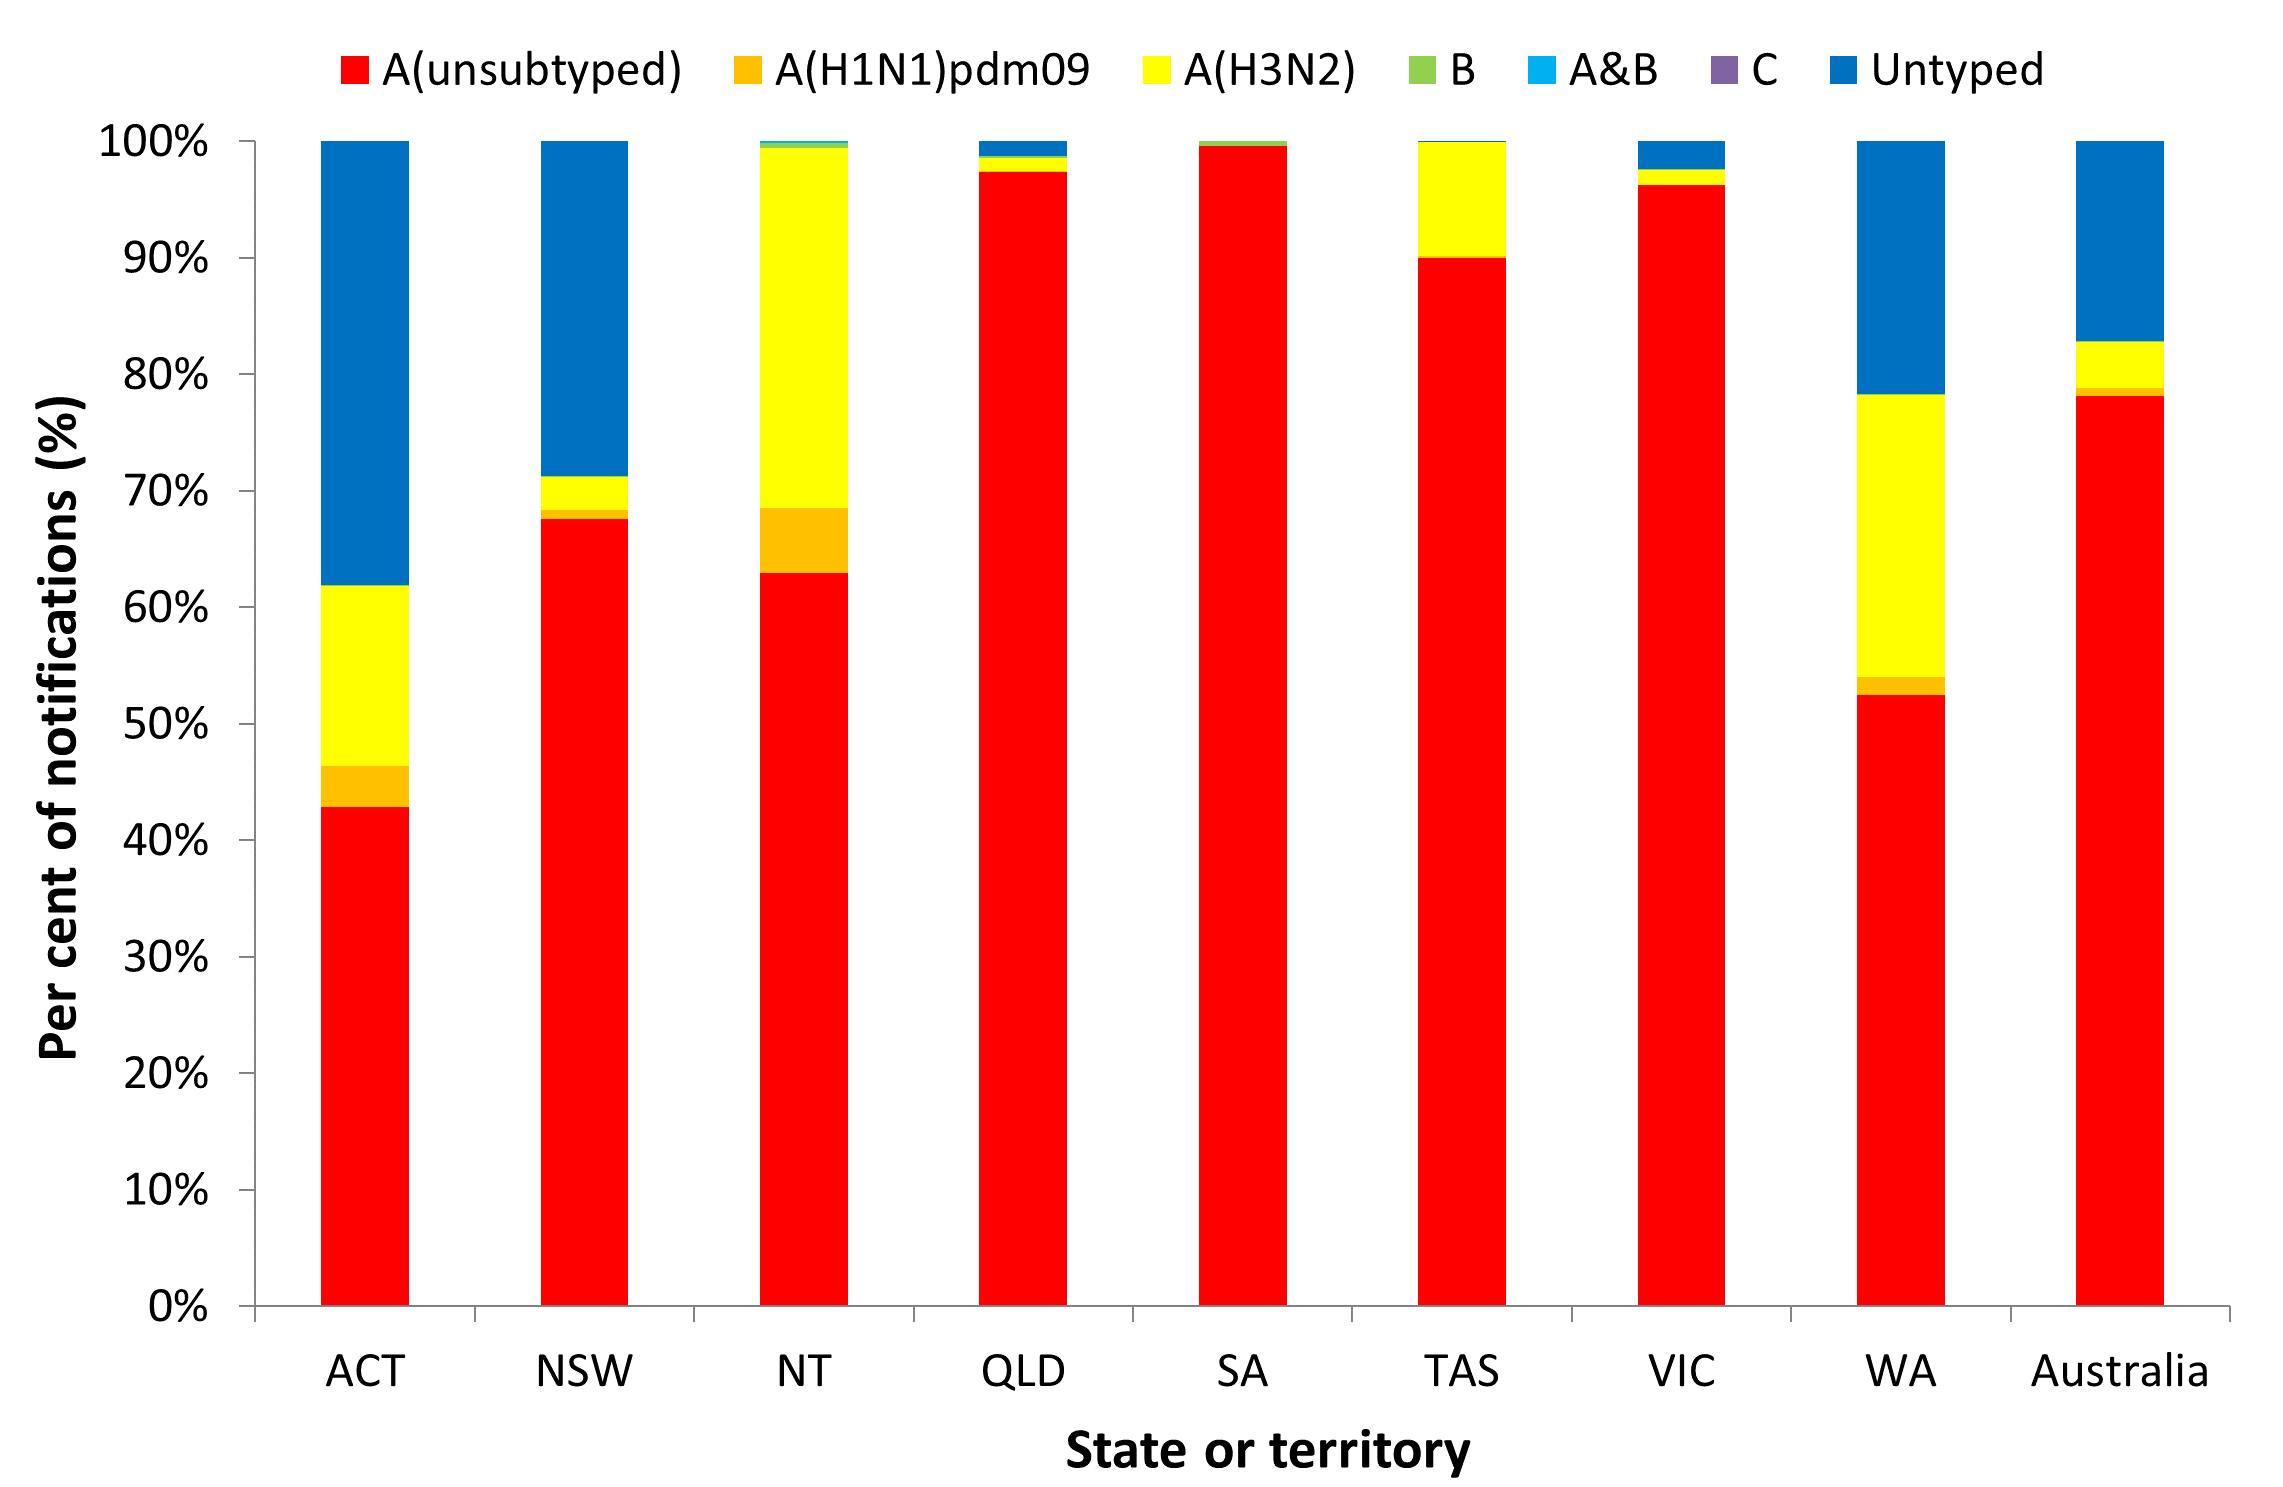 A(unsubtyped) A(H1N1)pdm09 A(H3N2) B A&B C Untyped
100%
90%
80%
70%
60%
50%
40%
30%
20%
10%
0%
Per cent of notifications (%)
ACT NSW NT QLD SA TAS VIC WA Australia
State or territory